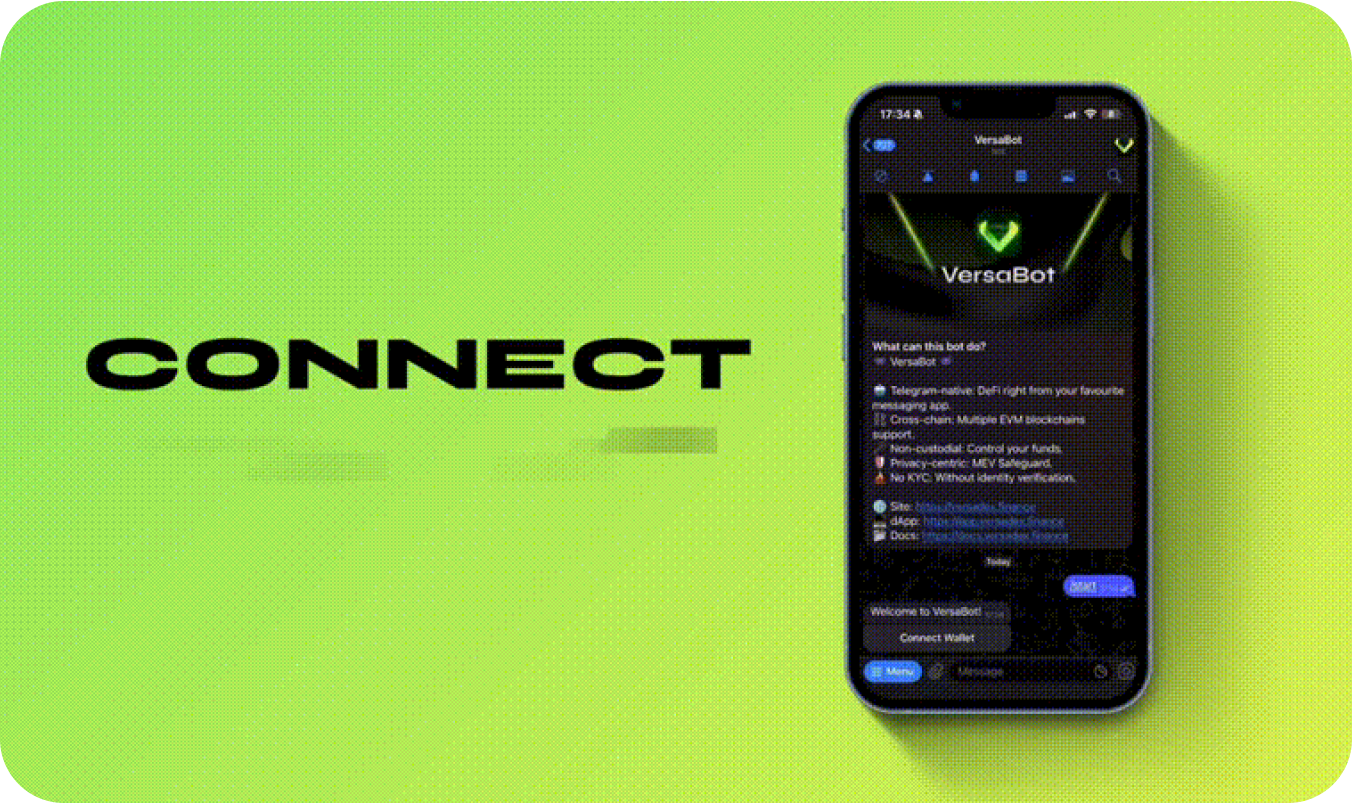 CONNECT
17:34
VersaBot
bot
VersaBot
What can this bot do?
VersaBot
Telegram-native: DeFi right from your favourite
messaging app.
Cross-chain: Multiple EVM blockchains
support.
Non-custodial: Control your funds.
Privacy-centric: MEV Safeguard.
No KYC: Without identity verification.
Site: https://versadex.finance
dApp: https://app.versadex.finance
Docs: https://docs.versadex.finance
Today
/start
Welcome to VersaBot!
Connect Wallet
Menu
Message